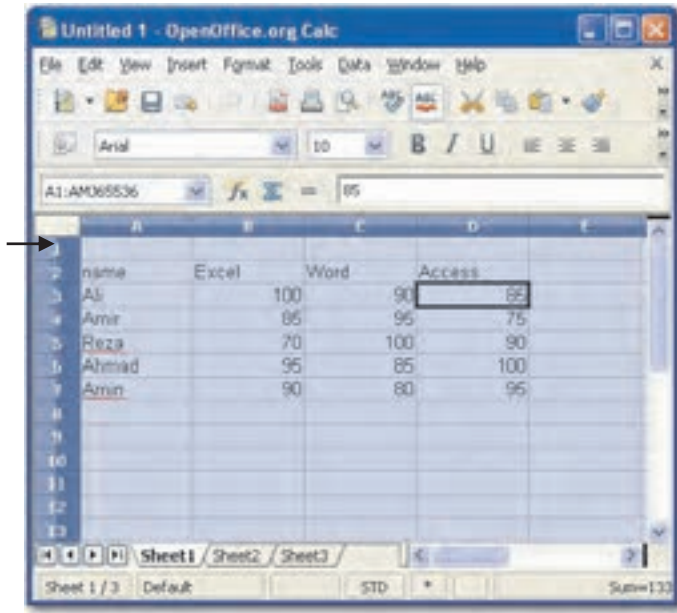 Untitled 1 - OpenOffice.org Calc
File Edit View Insert Format Tools Data Window Help
Arial 10 B I U
A1:AMJ65536 = 85
A B C D E
1
2 name Excel Word Access
3 Ali 100 90 85
4 Amir 85 95 75
5 Reza 70 100 90
6 Ahmad 95 85 100
7 Amin 90 80 95
8
9
10
11
12
13
Sheet1 Sheet2 Sheet3
Sheet 1 / 3 Default STD * Sum=133